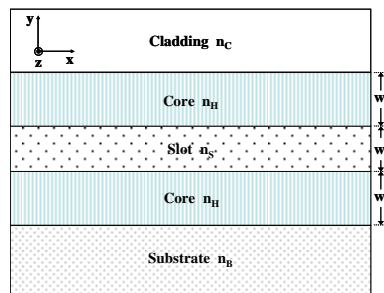 y
z x
Cladding n_C
Core n_H
w
Slot n_S
w
Core n_H
w
Substrate n_B